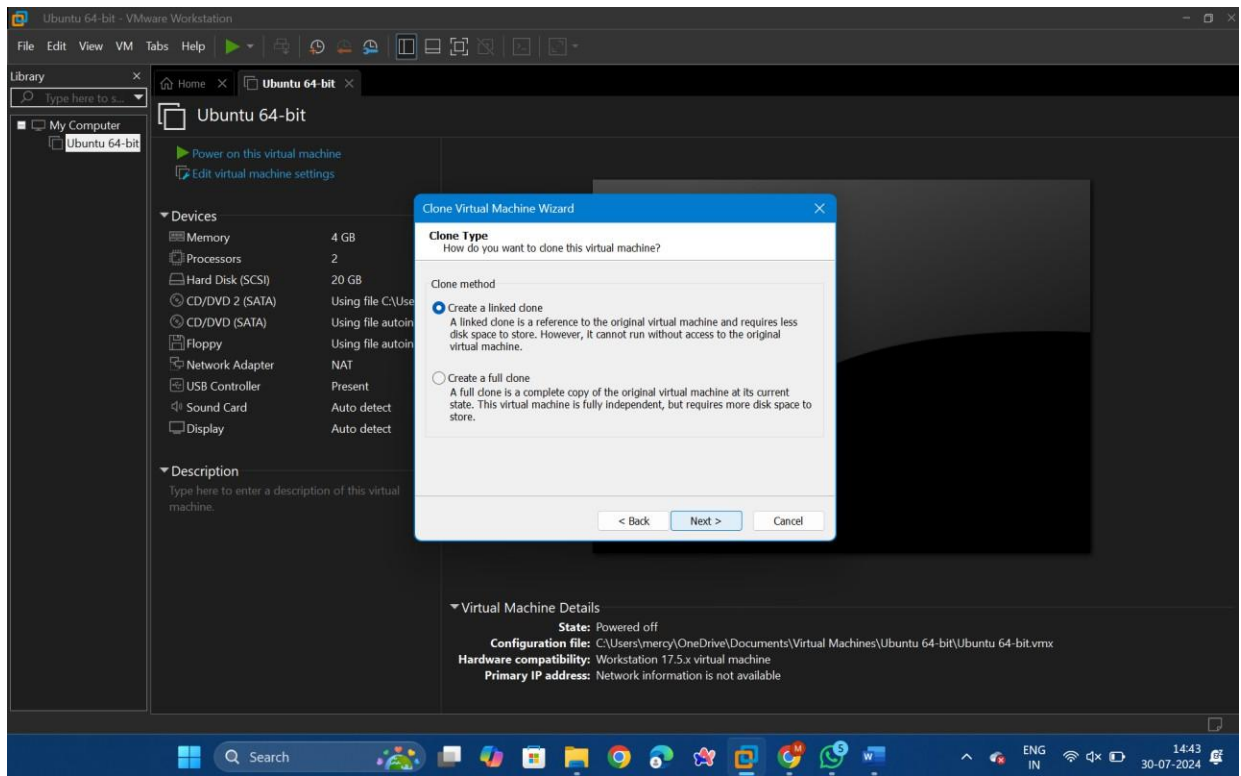 Ubuntu 64-bit - VMware Workstation
File Edit View VM Tabs Help
Library
Type here to s...
My Computer
Ubuntu 64-bit
Home
Ubuntu 64-bit
Ubuntu 64-bit
Power on this virtual machine
Edit virtual machine settings
Devices
Memory 4 GB
Processors 2
Hard Disk (SCSI) 20 GB
CD/DVD 2 (SATA) Using file C:\Use
CD/DVD (SATA) Using file autoin
Floppy Using file autoin
Network Adapter NAT
USB Controller Present
Sound Card Auto detect
Display Auto detect
Description
Type here to enter a description of this virtual
machine.
Clone Virtual Machine Wizard
Clone Type
How do you want to clone this virtual machine?
Clone method
Create a linked clone
A linked clone is a reference to the original virtual machine and requires less
disk space to store. However, it cannot run without access to the original
virtual machine.
Create a full clone
A full clone is a complete copy of the original virtual machine at its current
state. This virtual machine is fully independent, but requires more disk space to
store.
< Back Next > Cancel
Virtual Machine Details
State: Powered off
Configuration file: C:\Users\mercy\OneDrive\Documents\Virtual Machines\Ubuntu 64-bit\Ubuntu 64-bit.vmx
Hardware compatibility: Workstation 17.5.x virtual machine
Primary IP address: Network information is not available
Search
5
ENG
IN
14:43
30-07-2024